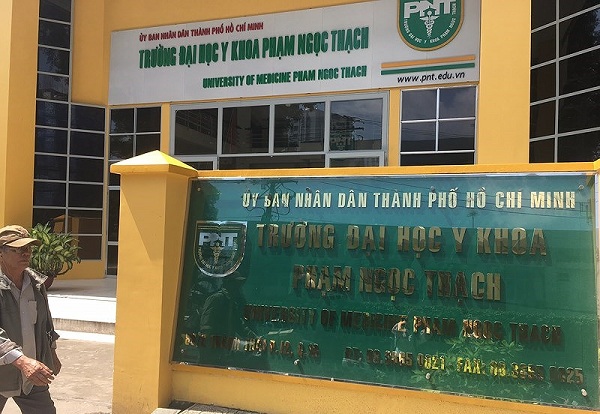 ỦY BAN NHÂN DÂN THÀNH PHỐ HỒ CHÍ MINH
TRƯỜNG ĐẠI HỌC Y KHOA PHẠM NGỌC THẠCH
UNIVERSITY OF MEDICINE PHAM NGOC THACH
PNT
www.pnt.edu.vn
ỦY BAN NHÂN DÂN THÀNH PHỐ HỒ CHÍ MINH
PNT
TRƯỜNG ĐẠI HỌC Y KHOA
PHẠM NGỌC THẠCH
UNIVERSITY OF MEDICINE PHAM NGOC THACH
FAX: